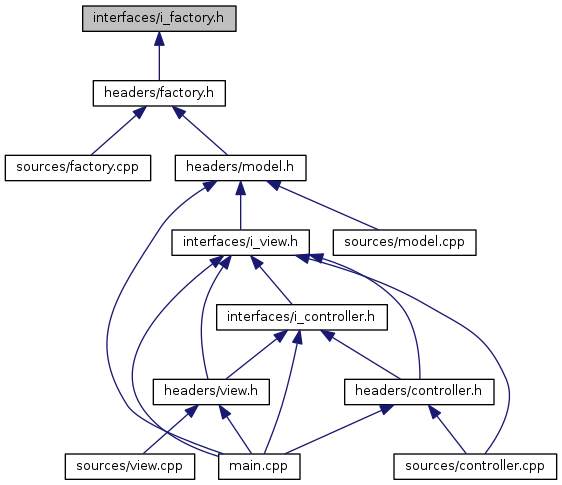 interfaces/i_factory.h
headers/factory.h
sources/factory.cpp
headers/model.h
interfaces/i_view.h
sources/model.cpp
interfaces/i_controller.h
headers/view.h
headers/controller.h
sources/view.cpp
main.cpp
sources/controller.cpp